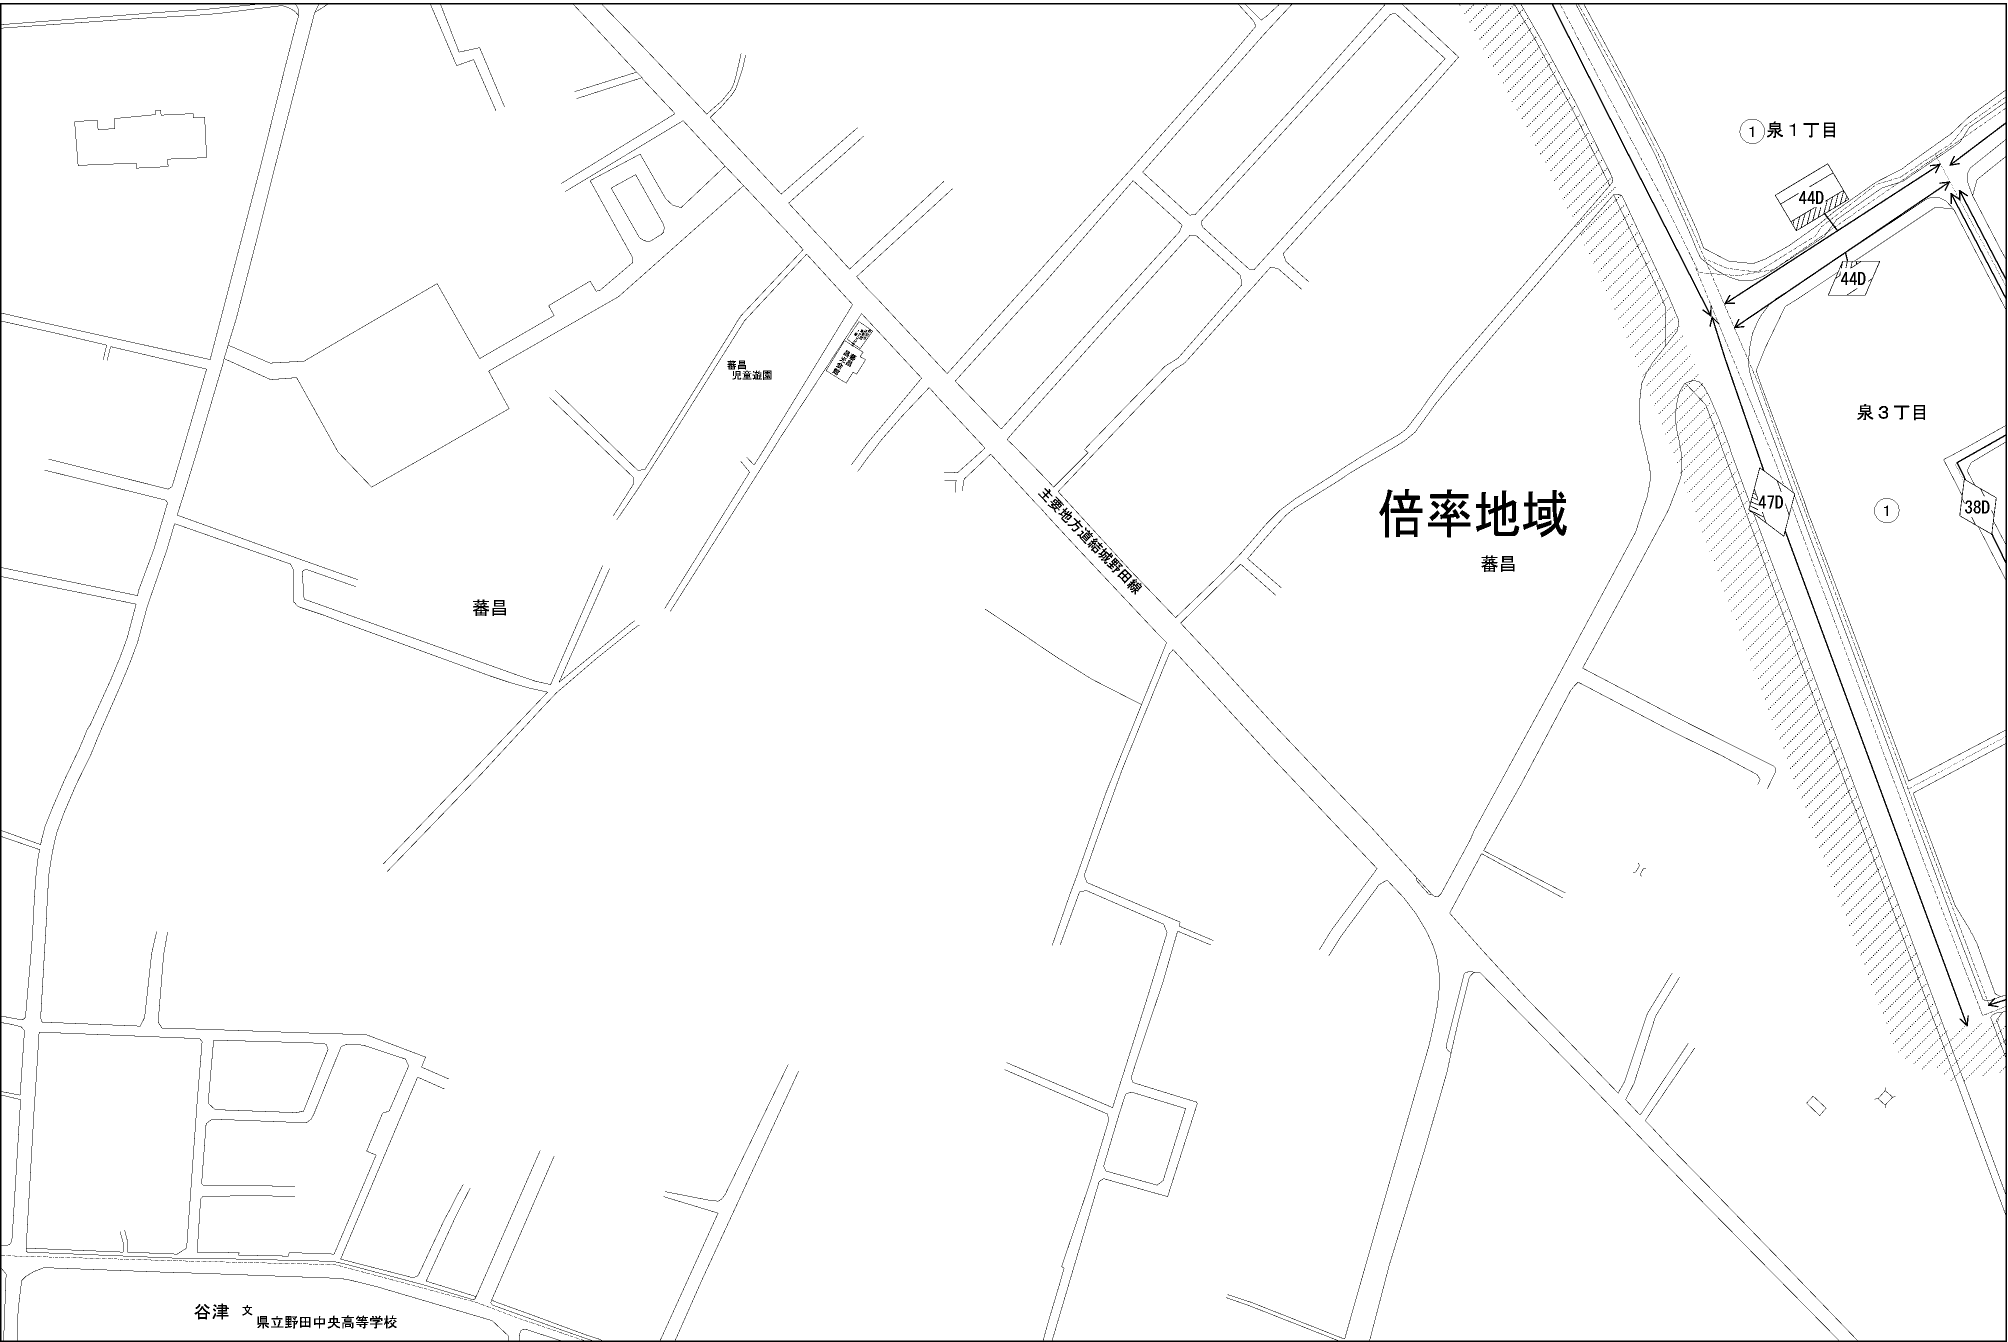 ① 泉１丁目
44D
44D
蕃昌
児童遊園
泉３丁目
倍率地域
47D
38D
①
主要地方道結城野田線
蕃昌
蕃昌
谷津 文 県立野田中央高等学校